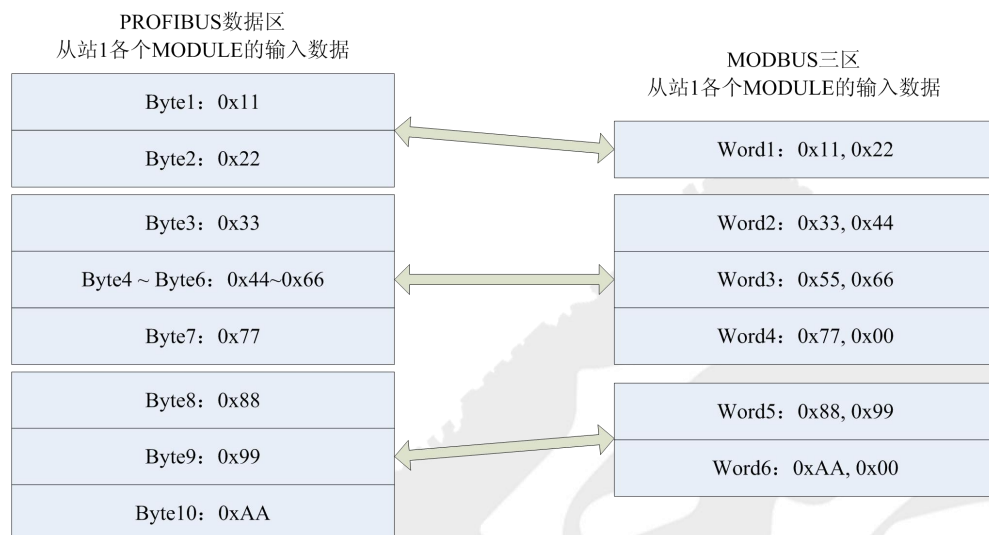 PROFIBUS数据区
从站1各个MODULE的输入数据
Byte1：0x11
Byte2：0x22
Byte3：0x33
Byte4 ~ Byte6：0x44~0x66
Byte7：0x77
Byte8：0x88
Byte9：0x99
Byte10：0xAA
MODBUS三区
从站1各个MODULE的输入数据
Word1：0x11, 0x22
Word2：0x33, 0x44
Word3：0x55, 0x66
Word4：0x77, 0x00
Word5：0x88, 0x99
Word6：0xAA, 0x00